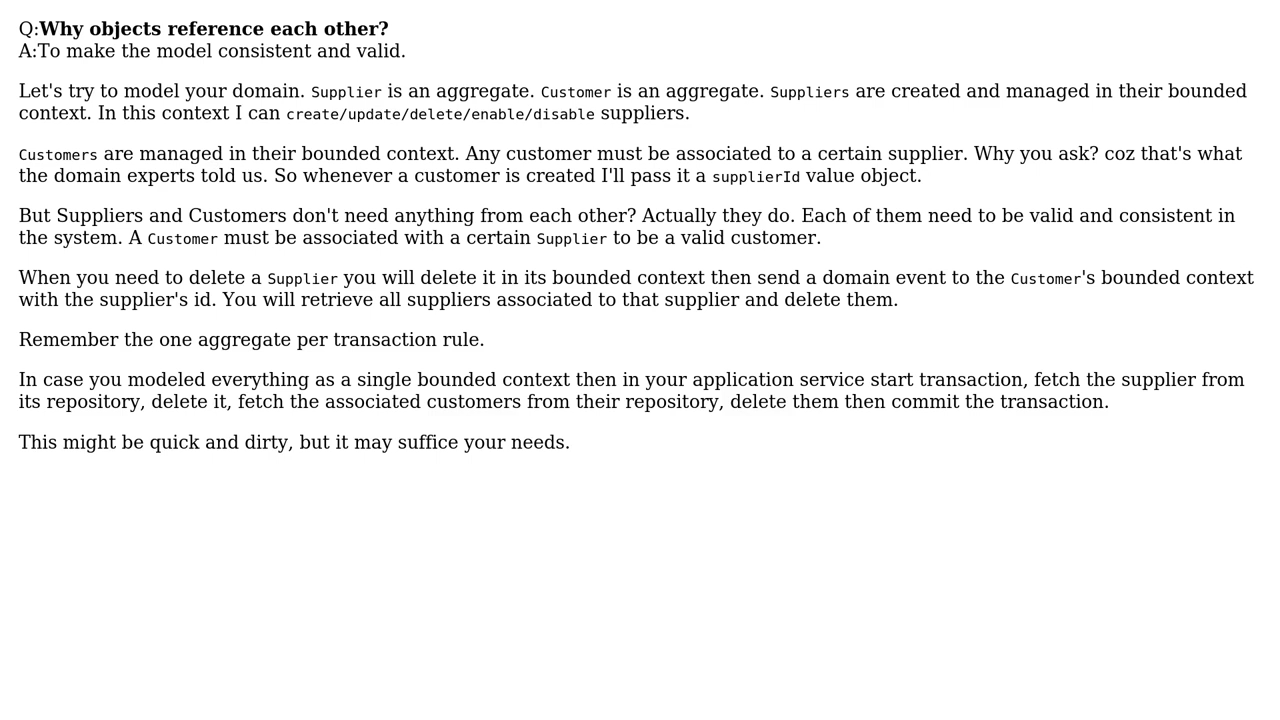 Q:Why objects reference each other?
A:To make the model consistent and valid.
Let's try to model your domain. Supplier is an aggregate. Customer is an aggregate. Suppliers are created and managed in their bounded
context. In this context I can create/update/delete/enable/disable suppliers.
Customers are managed in their bounded context. Any customer must be associated to a certain supplier. Why you ask? coz that's what
the domain experts told us. So whenever a customer is created I'll pass it a supplierId value object.
But Suppliers and Customers don't need anything from each other? Actually they do. Each of them need to be valid and consistent in
the system. A Customer must be associated with a certain Supplier to be a valid customer.
When you need to delete a Supplier you will delete it in its bounded context then send a domain event to the Customer's bounded context
with the supplier's id. You will retrieve all suppliers associated to that supplier and delete them.
Remember the one aggregate per transaction rule.
In case you modeled everything as a single bounded context then in your application service start transaction, fetch the supplier from
its repository, delete it, fetch the associated customers from their repository, delete them then commit the transaction.
This might be quick and dirty, but it may suffice your needs.